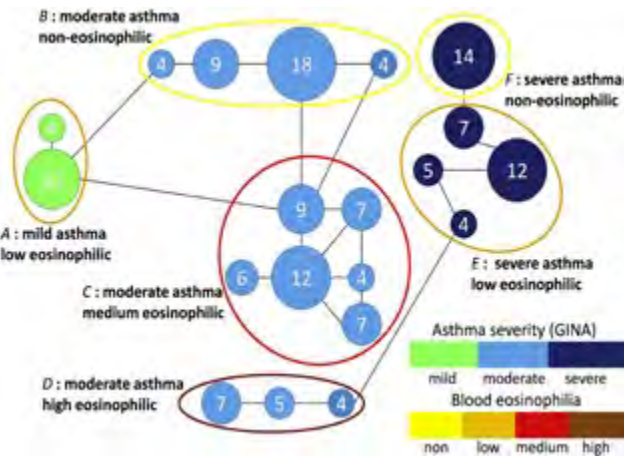 B : moderate asthma
non-eosinophilic
4 9 18 4
14
F : severe asthma
non-eosinophilic
7
12
5
4
A : mild asthma
low eosinophilic
9 7
6 12 4
7
C : moderate asthma
medium eosinophilic
E : severe asthma
low eosinophilic
D : moderate asthma
high eosinophilic
7 5 4
Asthma severity (GINA)
mild moderate severe
Blood eosinophilia
non low medium high